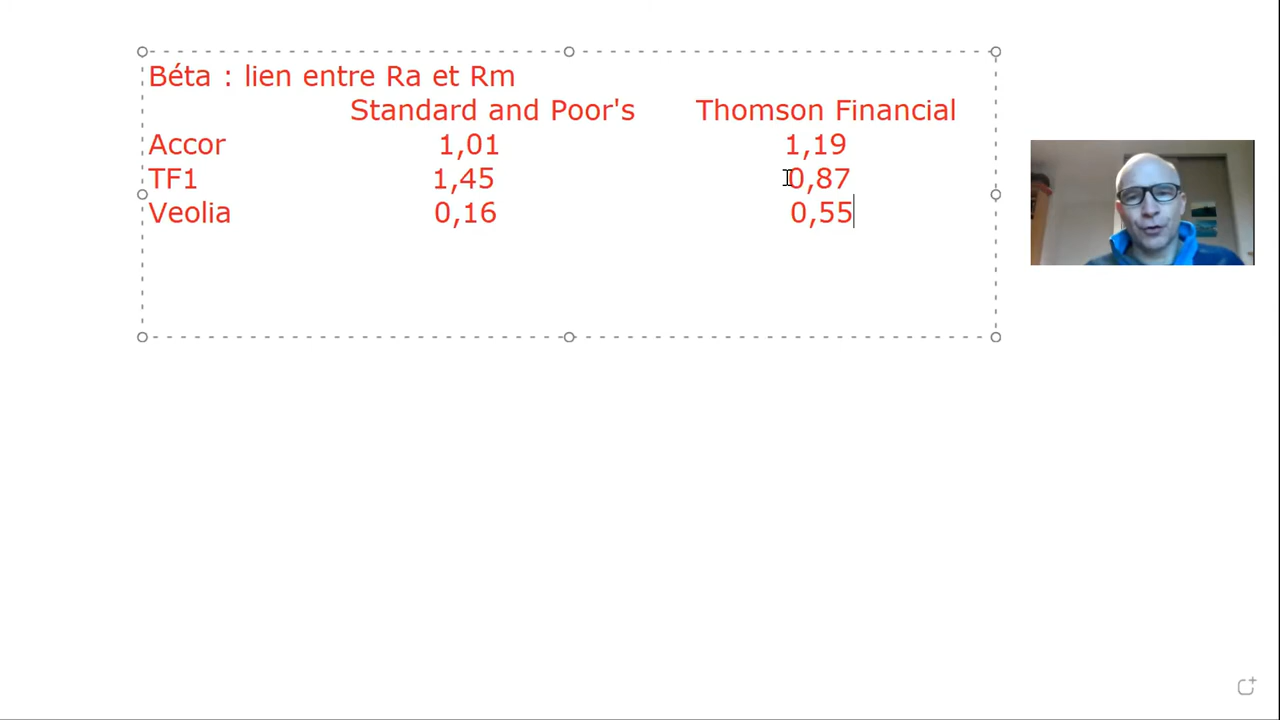 Béta : lien entre Ra et Rm
Standard and Poor's Thomson Financial
Accor 1,01 1,19
TF1 1,45 0,87
Veolia 0,16 0,55